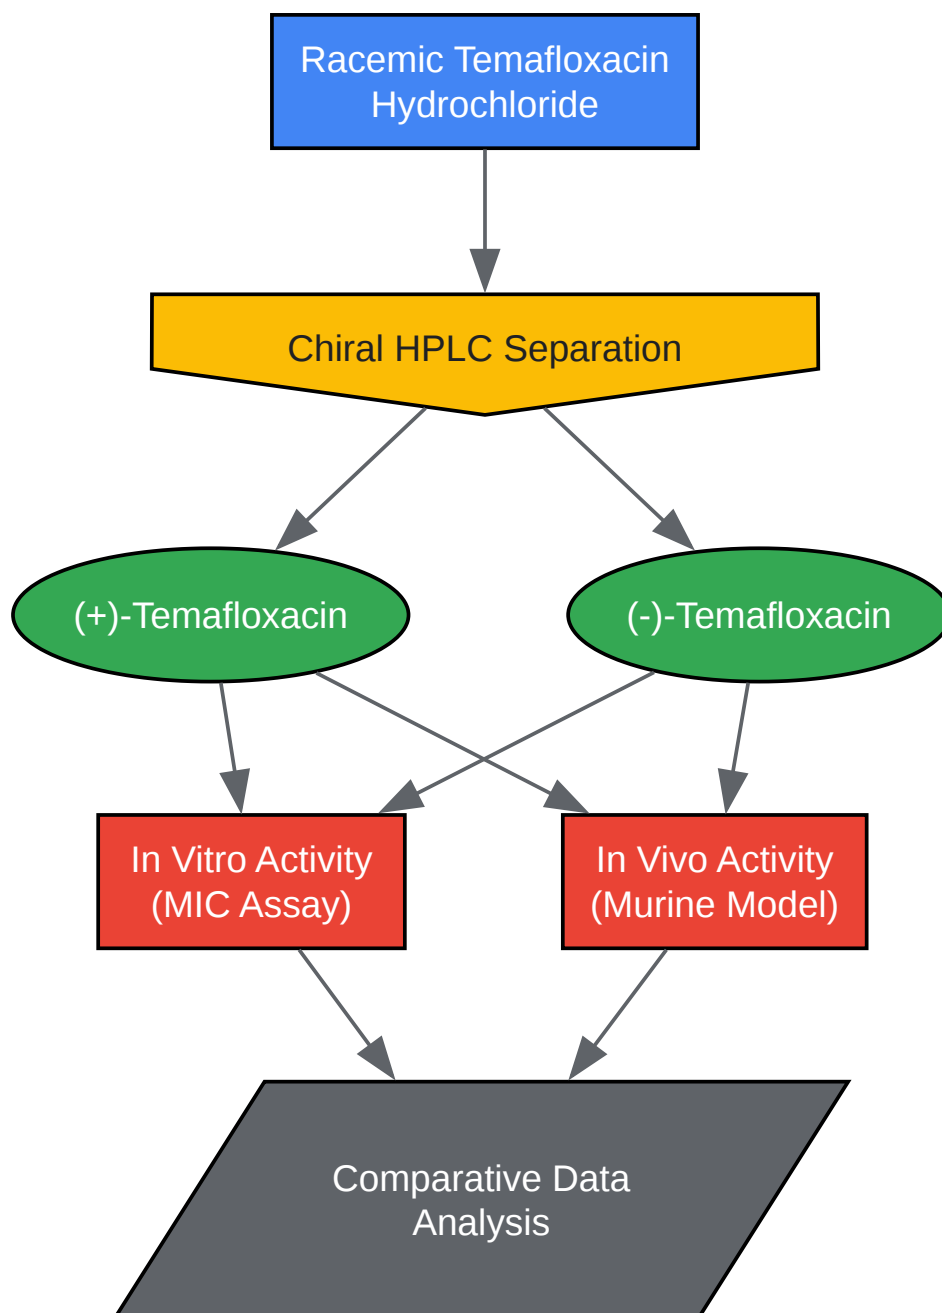 Racemic Temafloxacin
Hydrochloride
Chiral HPLC Separation
(+)-Temafloxacin
(-)-Temafloxacin
In Vitro Activity
(MIC Assay)
In Vivo Activity
(Murine Model)
Comparative Data
Analysis